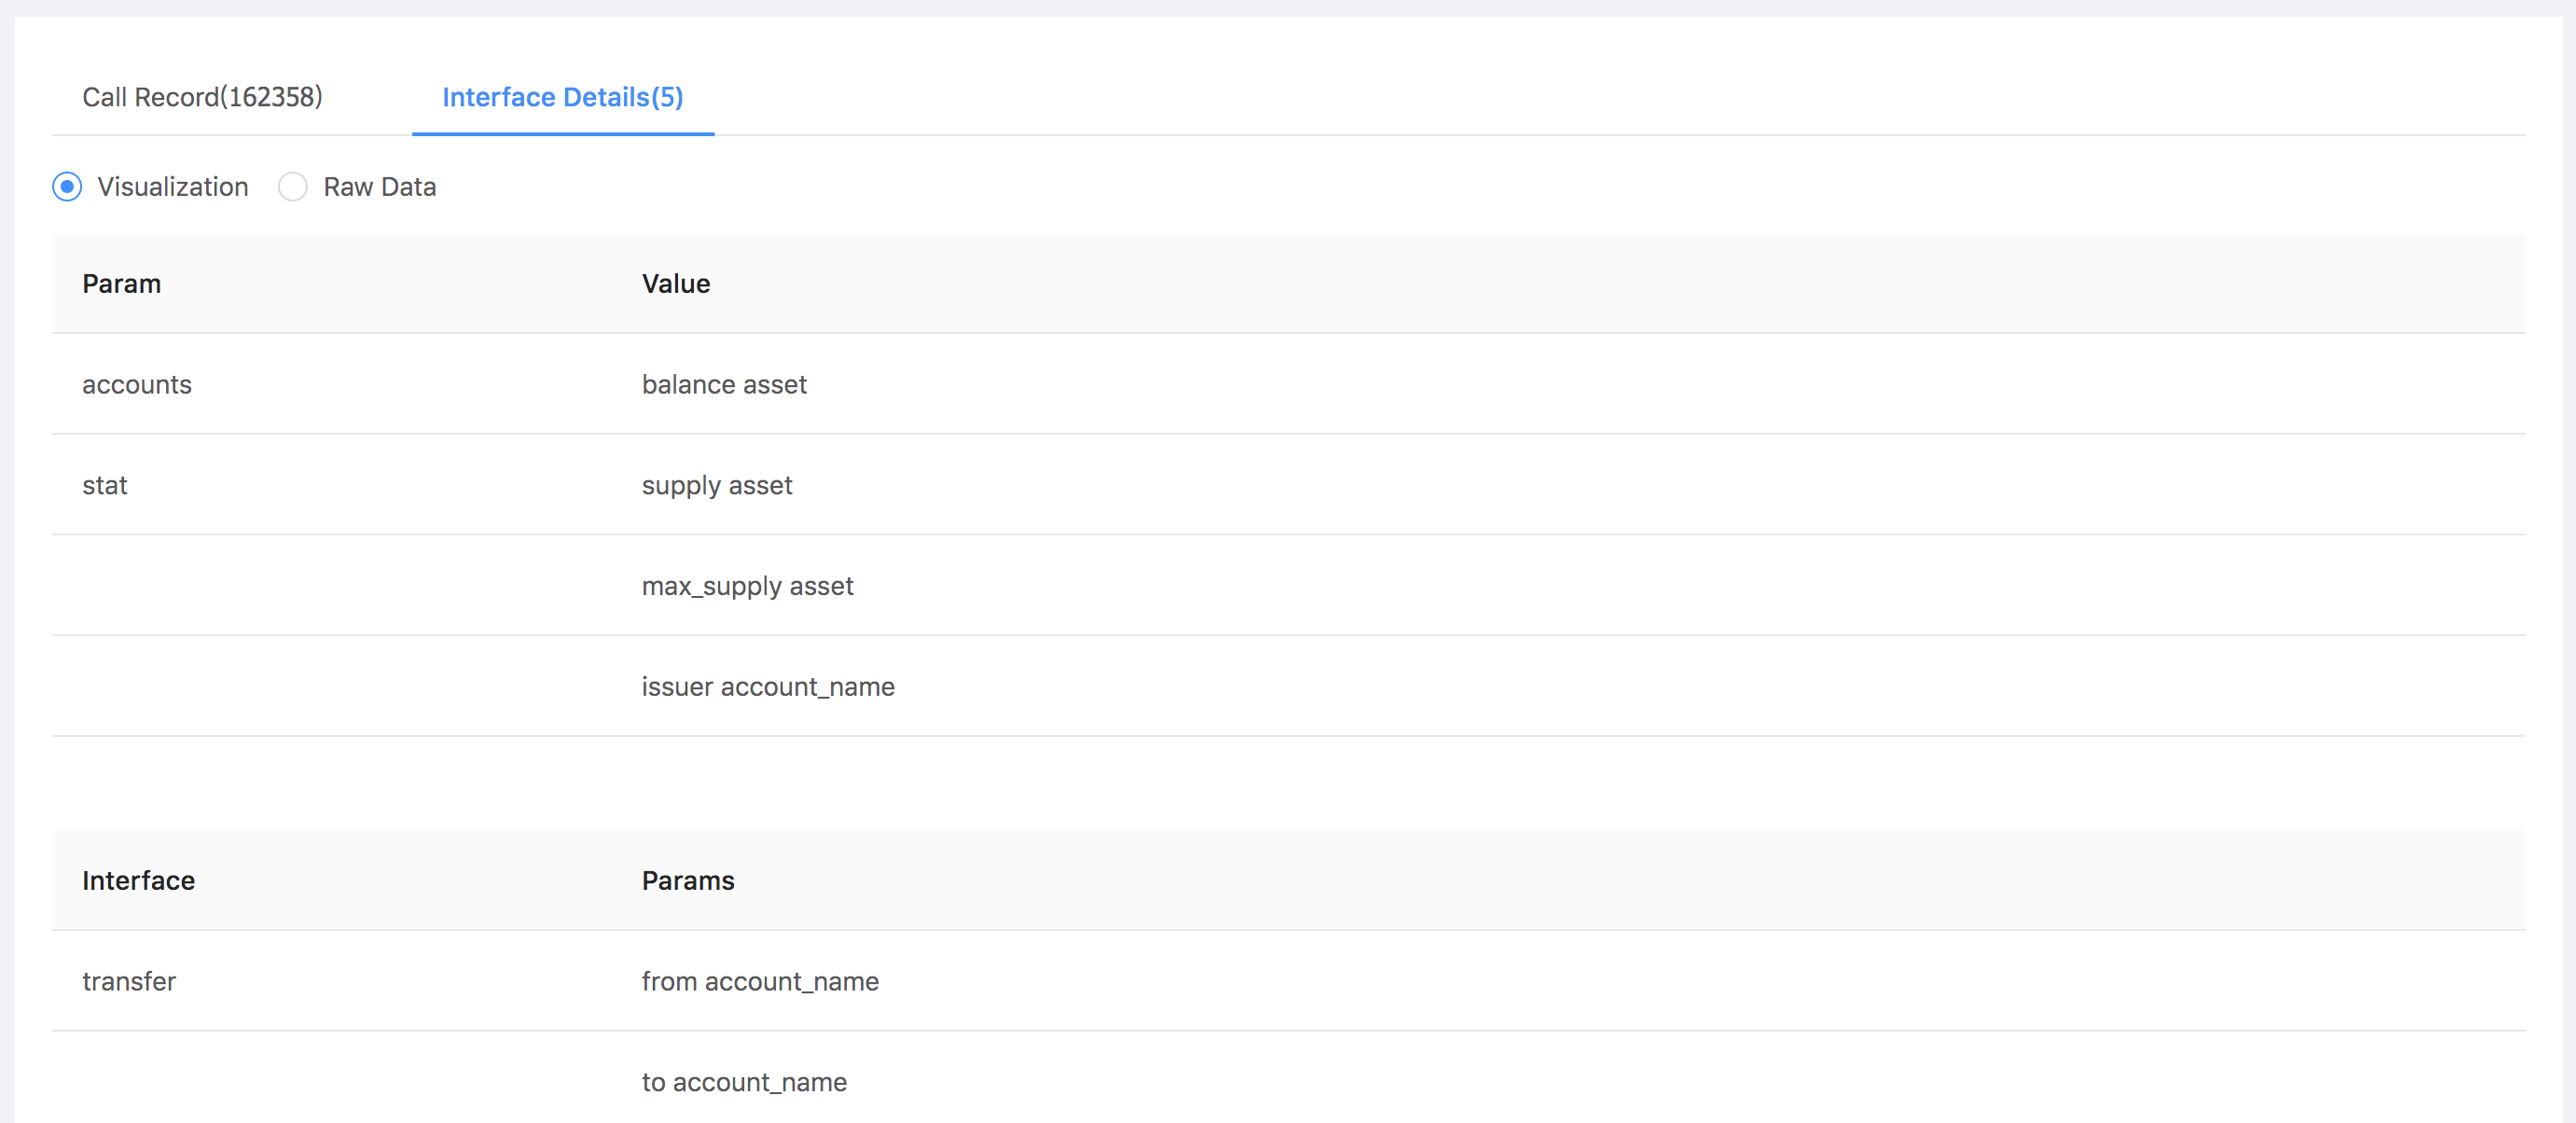 Call Record(162358) Interface Details(5)
Visualization Raw Data
Param Value
accounts balance asset
stat supply asset
max_supply asset
issuer account_name
Interface Params
transfer from account_name
to account_name